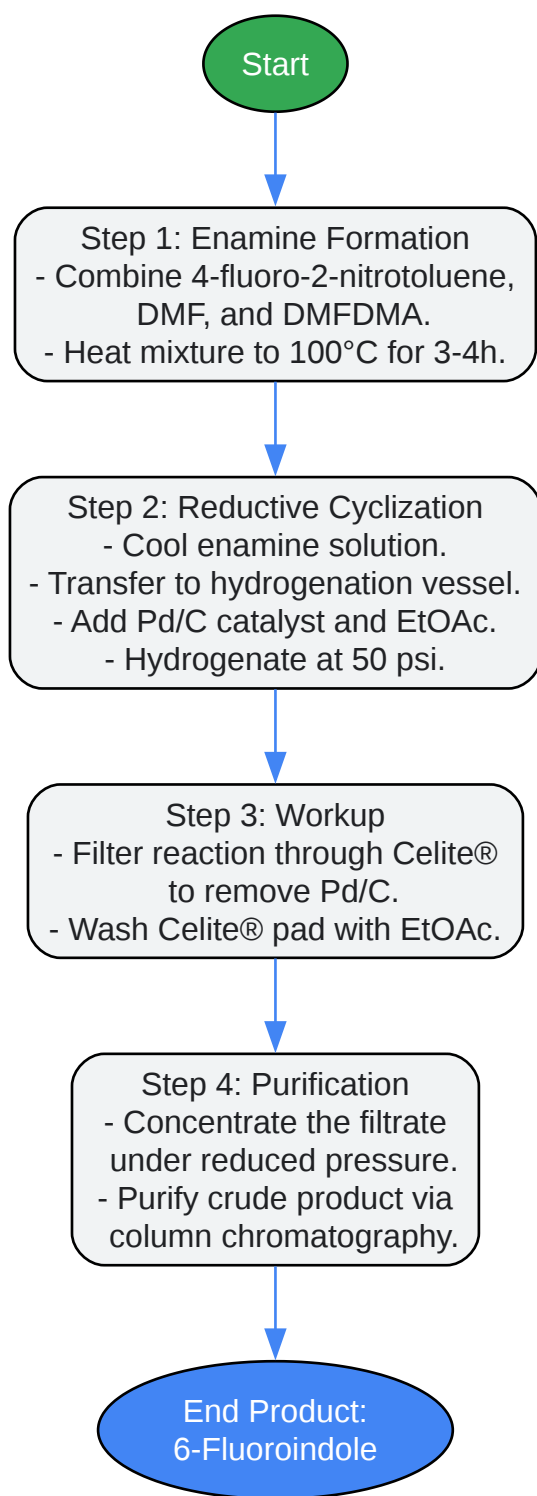 Start
Step 1: Enamine Formation
- Combine 4-fluoro-2-nitrotoluene,
DMF, and DMFDMA.
- Heat mixture to 100°C for 3-4h.
Step 2: Reductive Cyclization
- Cool enamine solution.
- Transfer to hydrogenation vessel.
- Add Pd/C catalyst and EtOAc.
- Hydrogenate at 50 psi.
Step 3: Workup
- Filter reaction through Celite®
to remove Pd/C.
- Wash Celite® pad with EtOAc.
Step 4: Purification
- Concentrate the filtrate
under reduced pressure.
- Purify crude product via
column chromatography.
End Product:
6-Fluoroindole